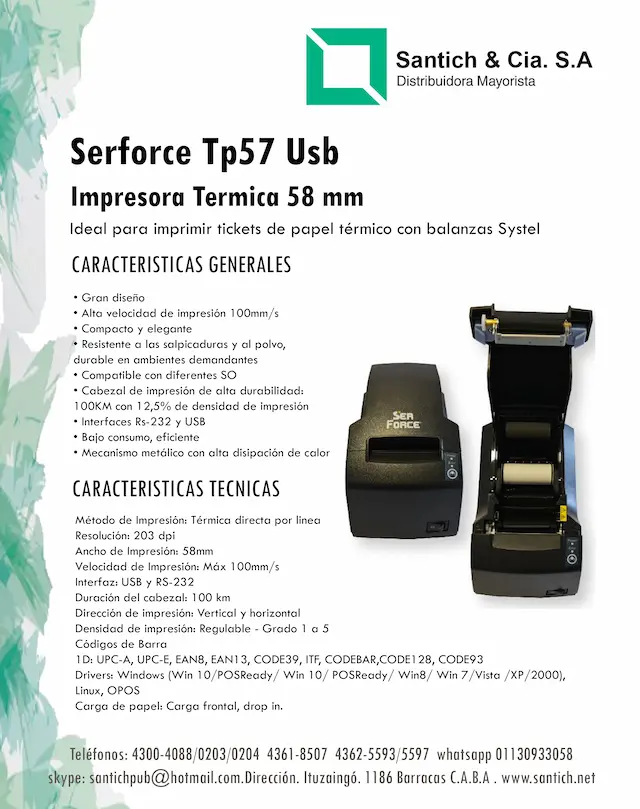 Santich & Cia. S.A
Distribuidora Mayorista
Serforce Tp57 Usb
Impresora Termica 58 mm
Ideal para imprimir tickets de papel térmico con balanzas Systel
CARACTERISTICAS GENERALES
• Gran diseño
• Alta velocidad de impresión 100mm/s
• Compacto y elegante
• Resistente a las salpicaduras y al polvo,
durable en ambientes demandantes
• Compatible con diferentes SO
• Cabezal de impresión de alta durabilidad:
100KM con 12,5% de densidad de impresión
• Interfaces Rs-232 y USB
• Bajo consumo, eficiente
• Mecanismo metálico con alta disipación de calor
SER
FORCE
CARACTERISTICAS TECNICAS
Método de Impresión: Térmica directa por linea
Resolución: 203 dpi
Ancho de Impresión: 58mm
Velocidad de Impresión: Máx 100mm/s
Interfaz: USB y RS-232
Duración del cabezal: 100 km
Dirección de impresión: Vertical y horizontal
Densidad de impresión: Regulable - Grado 1 a 5
Códigos de Barra
1D: UPC-A, UPC-E, EAN8, EAN13, CODE39, ITF, CODEBAR,CODE128, CODE93
Drivers: Windows (Win 10/POSReady/ Win 10/ POSReady/ Win8/ Win 7/Vista /XP/2000),
Linux, OPOS
Carga de papel: Carga frontal, drop in.
Teléfonos: 4300-4088/0203/0204 4361-8507 4362-5593/5597 whatsapp 01130933058
skype: santichpub@hotmail.com.Dirección. Ituzaingó. 1186 Barracas C.A.B.A . www.santich.net